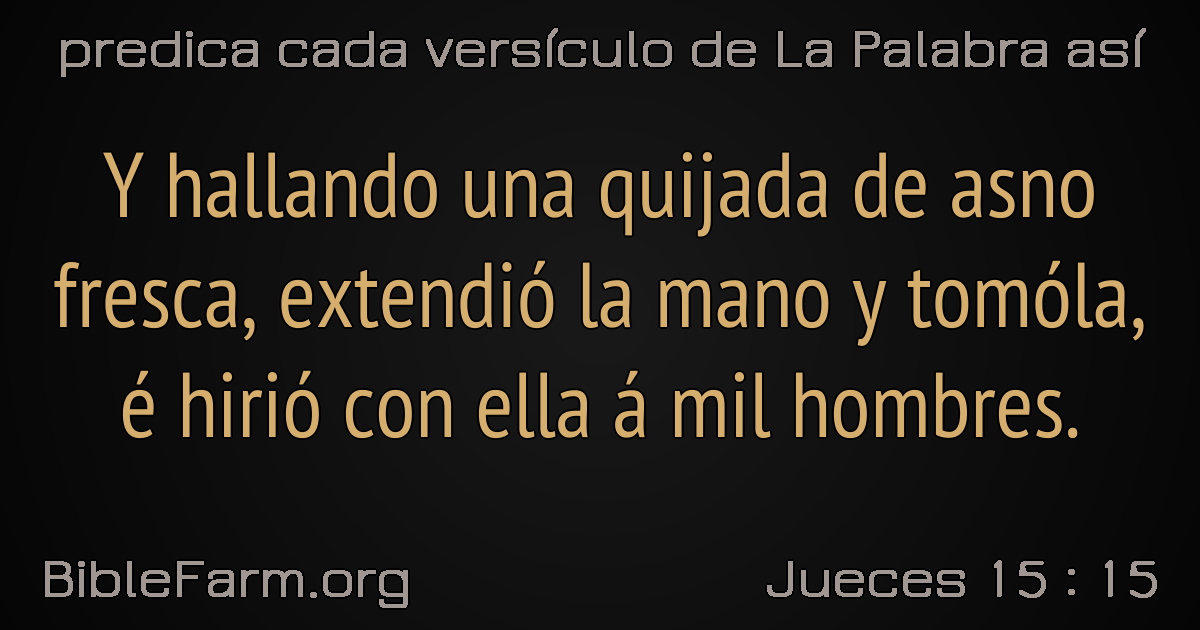 predica cada versículo de La Palabra así
Y hallando una quijada de asno
fresca, extendió la mano y tomóla,
é hirió con ella á mil hombres.
BibleFarm.org
Jueces 15 : 15